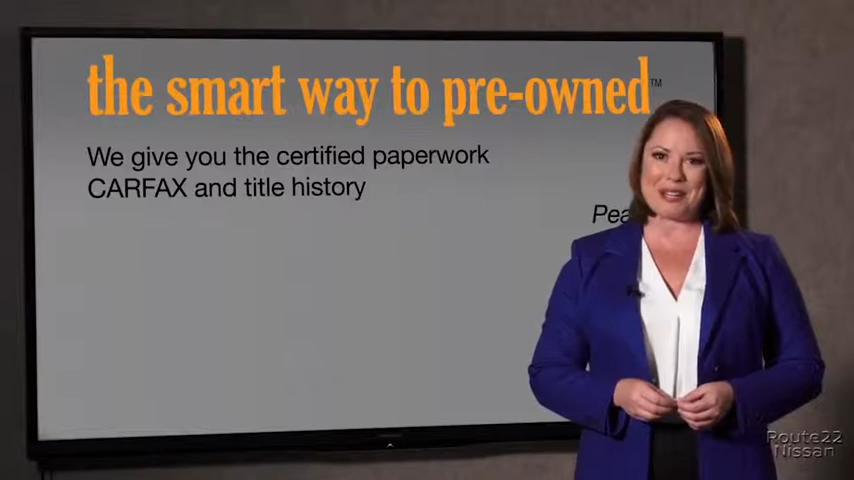 the smart way to pre-owned™
We give you the certified paperwork
CARFAX and title history
Route22
Nissan